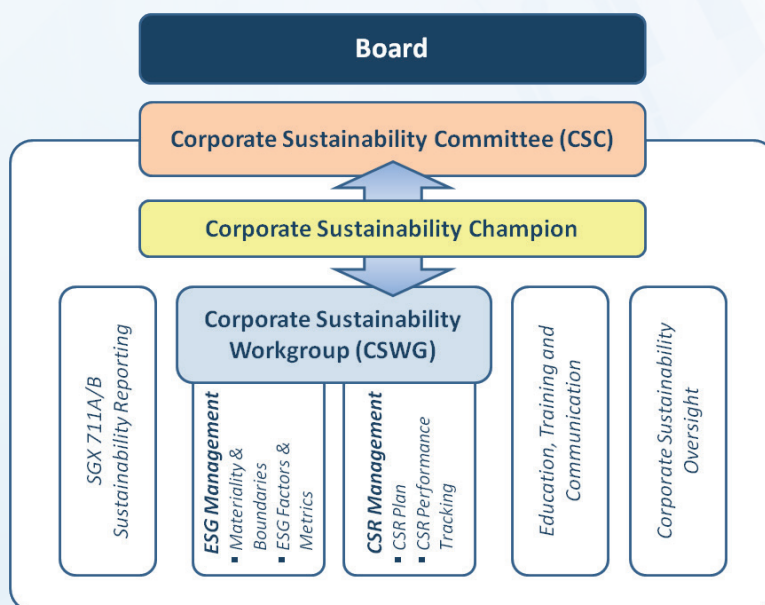 Board
Corporate Sustainability Committee (CSC)
Corporate Sustainability Champion
Corporate Sustainability
Workgroup (CSWG)
SGX 711A/B
Sustainability Reporting
ESG Management
▪ Materiality &
Boundaries
▪ ESG Factors &
Metrics
CSR Management
▪ CSR Plan
▪ CSR Performance
Tracking
Education, Training and
Communication
Corporate Sustainability
Oversight